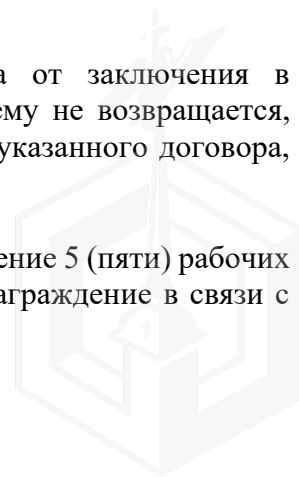 от заключения в
ему не возвращается,
указанного договора,
ение 5 (пяти) рабочих
аграждение в связи с